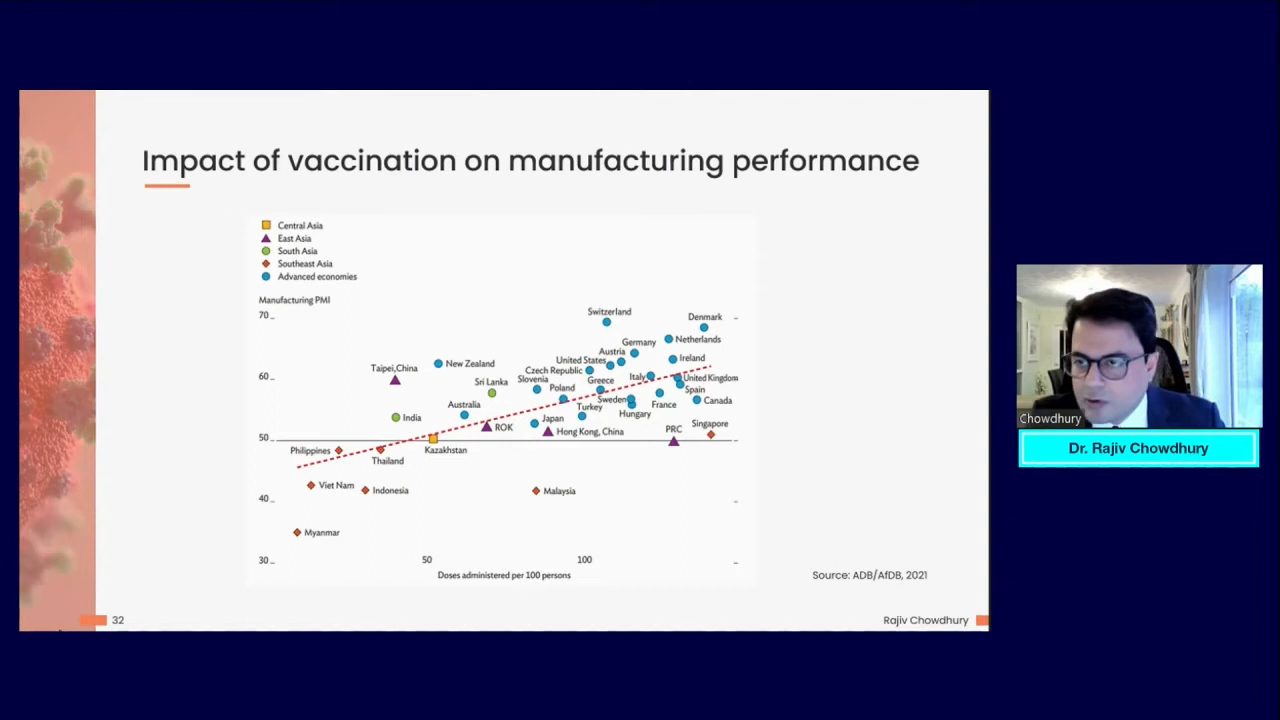 Impact of vaccination on manufacturing performance
Central Asia
East Asia
South Asia
Southeast Asia
Advanced economies
Manufacturing PMI
70
60
50
40
30
Switzerland
Denmark
Netherlands
Germany
Austria
Ireland
United States
Czech Republic
New Zealand
Taipei,China
Italy
United Kingdom
Slovenia
Greece
Sri Lanka
Poland
Spain
Sweden
Canada
France
Australia
Turkey
Hungary
India
Japan
ROK
Hong Kong, China
PRC
Singapore
Philippines
Thailand
Kazakhstan
Viet Nam
Indonesia
Malaysia
Myanmar
50
100
Doses administered per 100 persons
Source: ADB/AfDB, 2021
32
Rajiv Chowdhury
Chowdhury
Dr. Rajiv Chowdhury